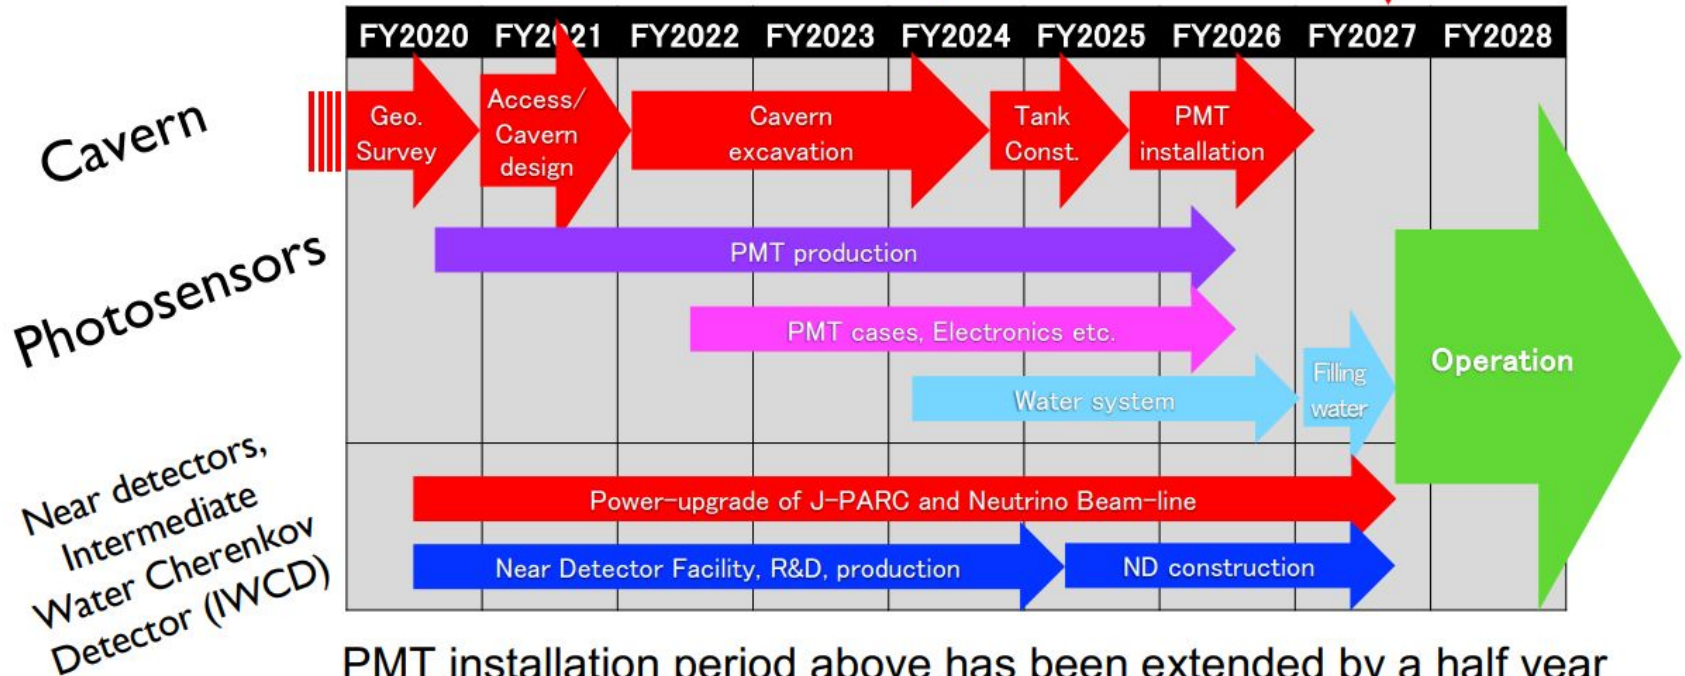 FY2020 FY2021 FY2022 FY2023 FY2024 FY2025 FY2026 FY2027 FY2028
Cavern
Geo.
Survey
Access/
Cavern
design
Cavern
excavation
Tank
Const.
PMT
installation
Photosensors
PMT production
PMT cases, Electronics etc.
Water system
Filling
water
Operation
Near detectors,
Intermediate
Water Cherenkov
Detector (IWCD)
Power-upgrade of J-PARC and Neutrino Beam-line
Near Detector Facility, R&D, production
ND construction
PMT installation period above has been extended by a half year